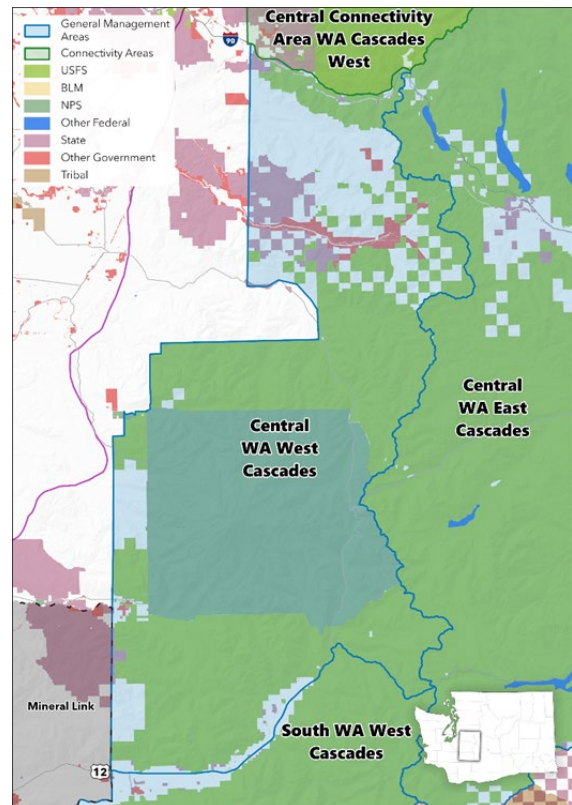 General Management
Areas
Connectivity Areas
USFS
BLM
NPS
Other Federal
State
Other Government
Tribal
90
Central Connectivity
Area WA Cascades
West
Central
WA East
Cascades
Central
WA West
Cascades
Mineral Link
South WA West
Cascades
12